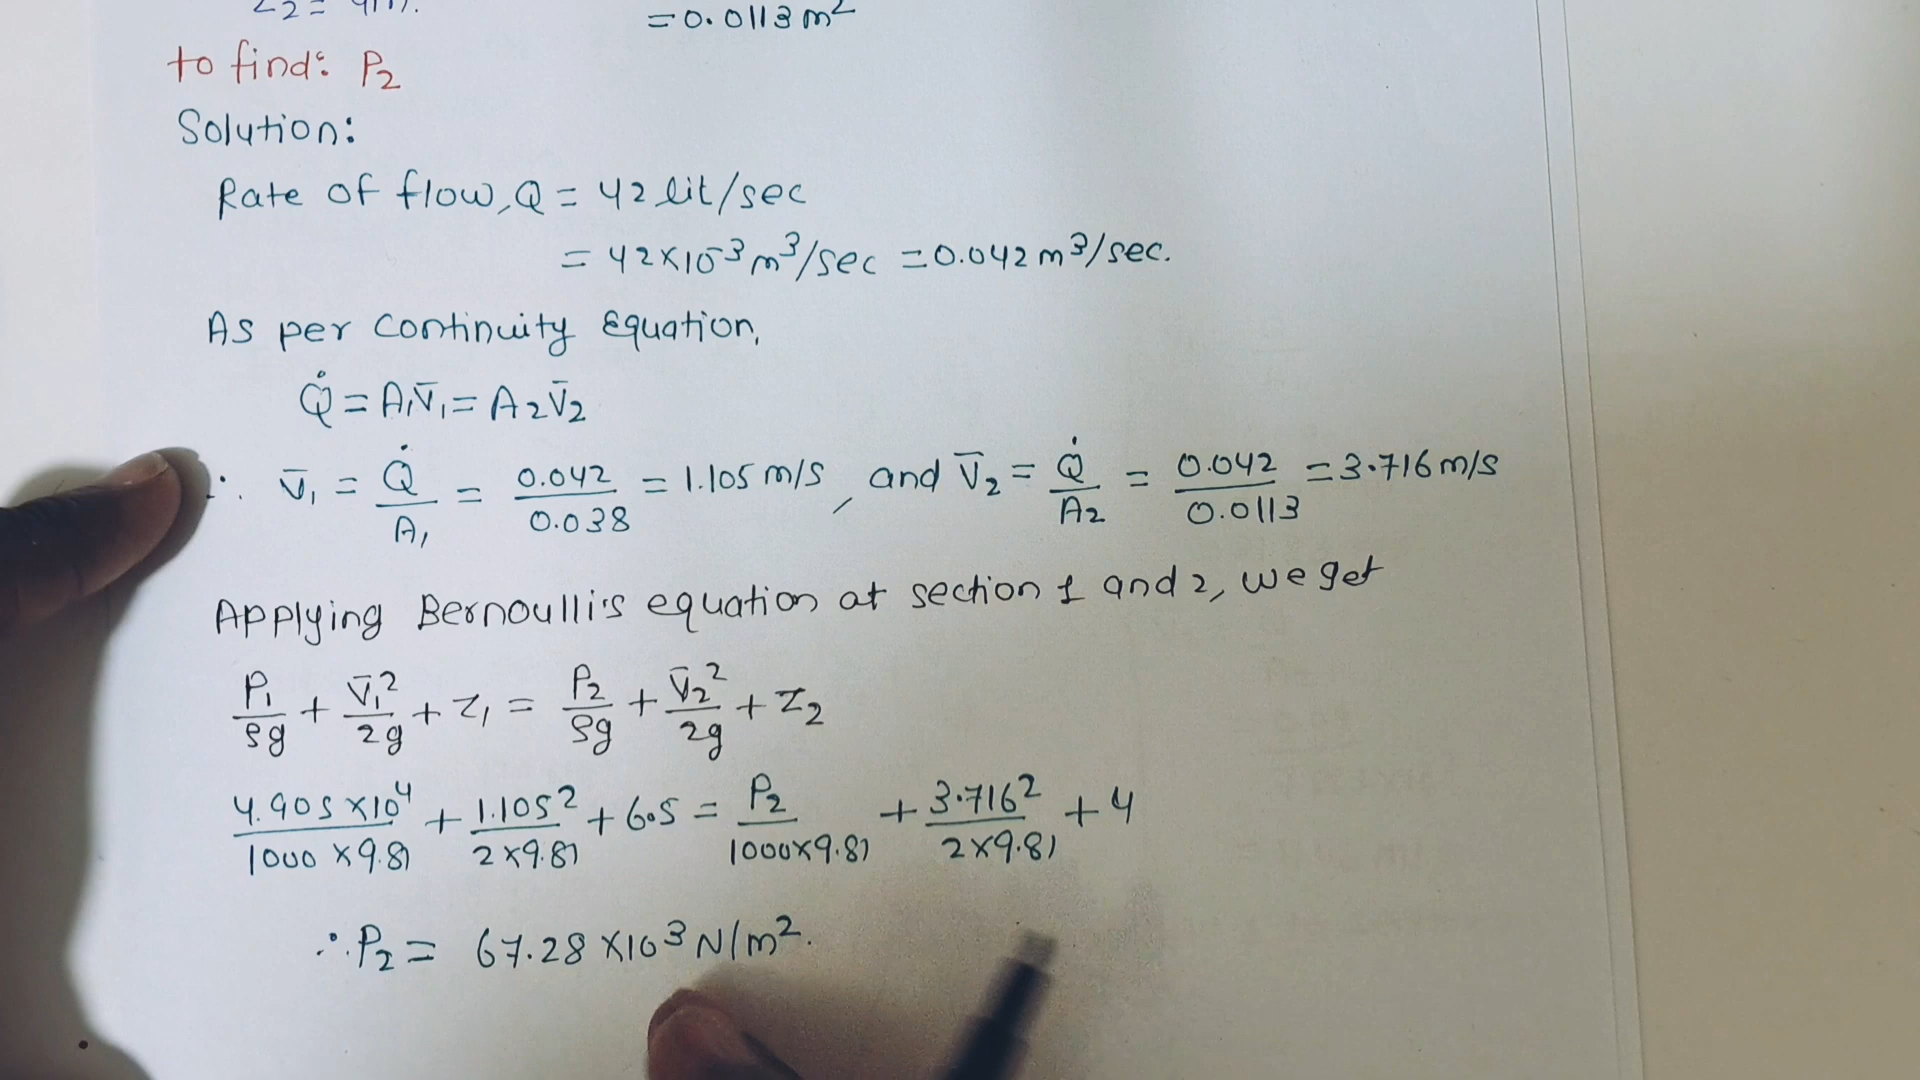 = 0.0113 m²
to find: P₂
Solution:
Rate of flow, Q = 42 lit/sec
= 42×10⁻³ m³/sec = 0.042 m³/sec.
As per Continuity Equation,
Q̇ = A₁V̄₁ = A₂V̄₂
∴ V̄₁ = Q̇/A₁ = 0.042/0.038 = 1.105 m/s, and V̄₂ = Q̇/A₂ = 0.042/0.0113 = 3.716 m/s
Applying Bernoulli's equation at section 1 and 2, we get
P₁/ρg + V̄₁²/2g + z₁ = P₂/ρg + V̄₂²/2g + z₂
4.905×10⁴/1000×9.81 + 1.105²/2×9.81 + 6.5 = P₂/1000×9.81 + 3.716²/2×9.81 + 4
∴ P₂ = 67.28×10³ N/m².